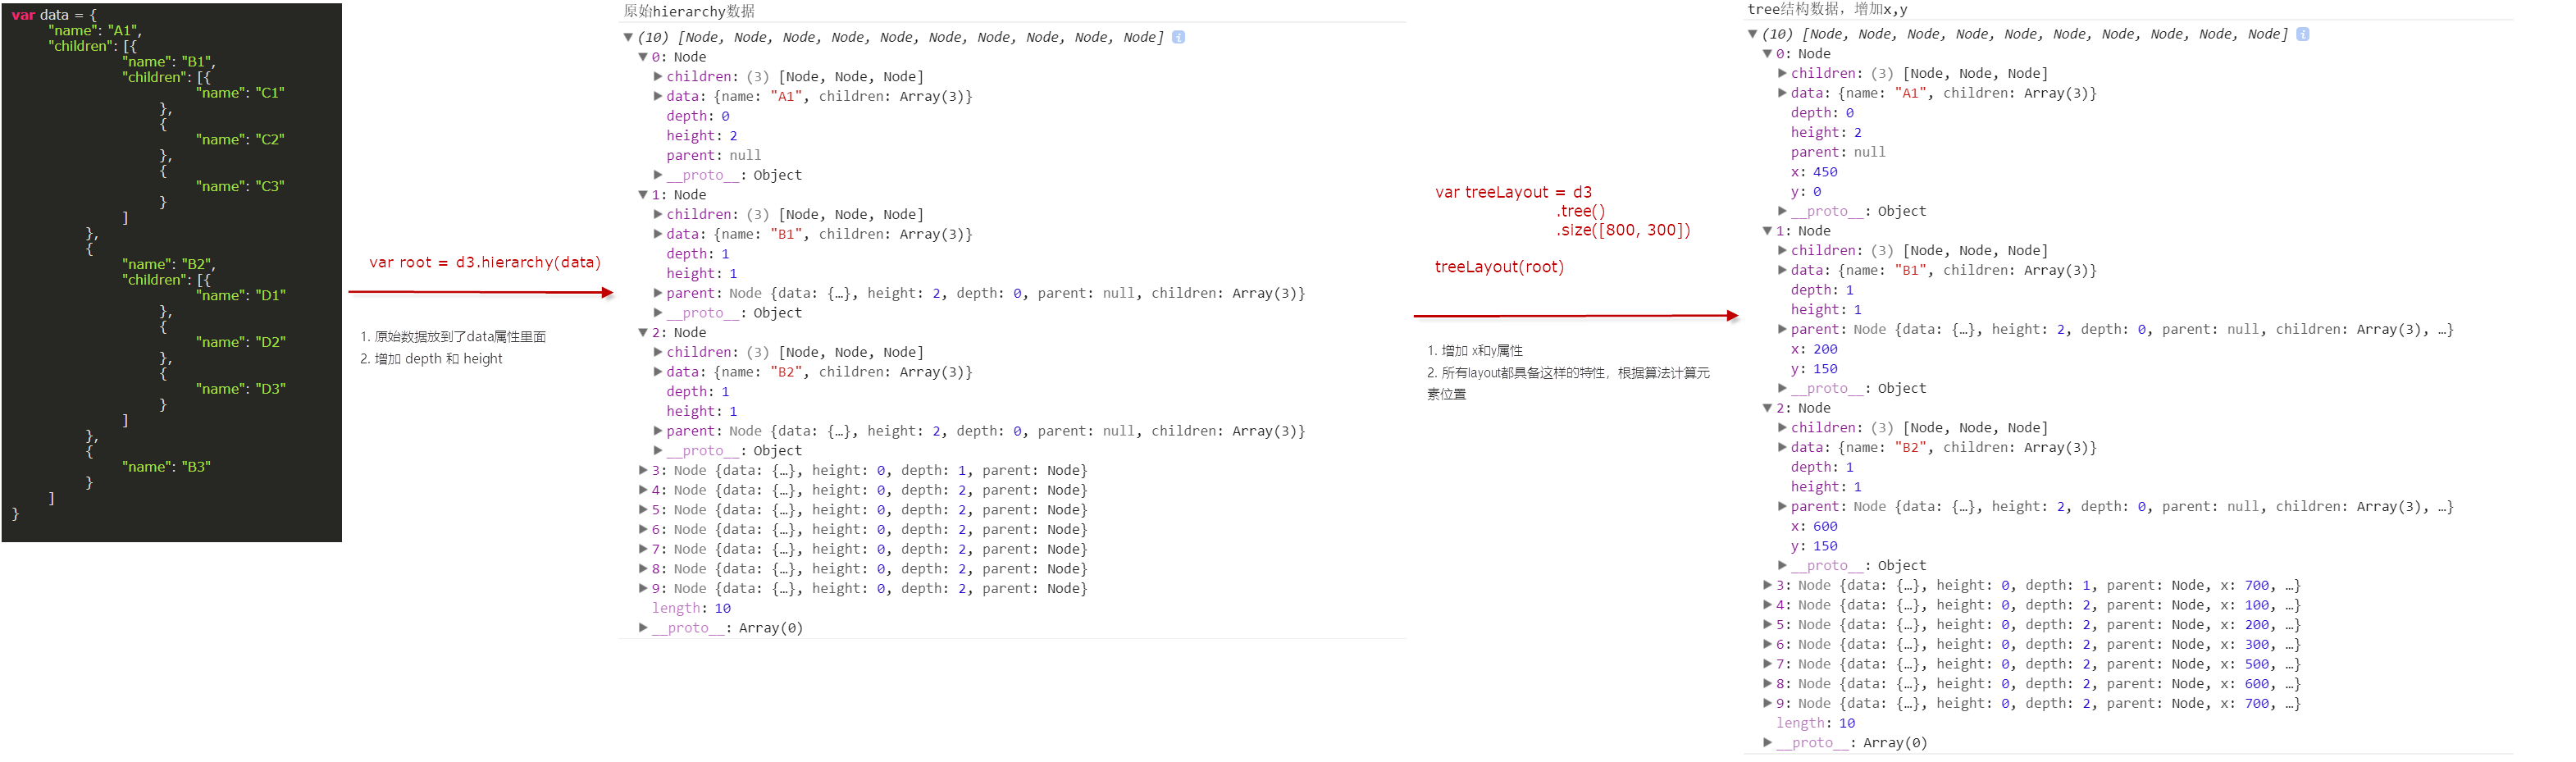 var data = {
"name": "A1",
"children": [{
"name": "B1",
"children": [{
"name": "C1"
},
{
"name": "C2"
},
{
"name": "C3"
}
]
},
{
"name": "B2",
"children": [{
"name": "D1"
},
{
"name": "D2"
},
{
"name": "D3"
}
]
},
{
"name": "B3"
}
]
}
var root = d3.hierarchy(data)
1. 原始数据放到了data属性里面
2. 增加 depth 和 height
原始hierarchy数据
▼(10) [Node, Node, Node, Node, Node, Node, Node, Node, Node, Node] i
▼0: Node
▶children: (3) [Node, Node, Node]
▶data: {name: "A1", children: Array(3)}
depth: 0
height: 2
parent: null
▶__proto__: Object
▼1: Node
▶children: (3) [Node, Node, Node]
▶data: {name: "B1", children: Array(3)}
depth: 1
height: 1
▶parent: Node {data: {…}, height: 2, depth: 0, parent: null, children: Array(3)}
▶__proto__: Object
▼2: Node
▶children: (3) [Node, Node, Node]
▶data: {name: "B2", children: Array(3)}
depth: 1
height: 1
▶parent: Node {data: {…}, height: 2, depth: 0, parent: null, children: Array(3)}
▶__proto__: Object
▶3: Node {data: {…}, height: 0, depth: 1, parent: Node}
▶4: Node {data: {…}, height: 0, depth: 2, parent: Node}
▶5: Node {data: {…}, height: 0, depth: 2, parent: Node}
▶6: Node {data: {…}, height: 0, depth: 2, parent: Node}
▶7: Node {data: {…}, height: 0, depth: 2, parent: Node}
▶8: Node {data: {…}, height: 0, depth: 2, parent: Node}
▶9: Node {data: {…}, height: 0, depth: 2, parent: Node}
length: 10
▶__proto__: Array(0)
var treeLayout = d3
.tree()
.size([800, 300])
treeLayout(root)
1. 增加 x和y属性
2. 所有layout都具备这样的特性，根据算法计算元
素位置
tree结构数据，增加x,y
▼(10) [Node, Node, Node, Node, Node, Node, Node, Node, Node, Node] i
▼0: Node
▶children: (3) [Node, Node, Node]
▶data: {name: "A1", children: Array(3)}
depth: 0
height: 2
parent: null
x: 450
y: 0
▶__proto__: Object
▼1: Node
▶children: (3) [Node, Node, Node]
▶data: {name: "B1", children: Array(3)}
depth: 1
height: 1
▶parent: Node {data: {…}, height: 2, depth: 0, parent: null, children: Array(3), …}
x: 200
y: 150
▶__proto__: Object
▼2: Node
▶children: (3) [Node, Node, Node]
▶data: {name: "B2", children: Array(3)}
depth: 1
height: 1
▶parent: Node {data: {…}, height: 2, depth: 0, parent: null, children: Array(3), …}
x: 600
y: 150
▶__proto__: Object
▶3: Node {data: {…}, height: 0, depth: 1, parent: Node, x: 700, …}
▶4: Node {data: {…}, height: 0, depth: 2, parent: Node, x: 100, …}
▶5: Node {data: {…}, height: 0, depth: 2, parent: Node, x: 200, …}
▶6: Node {data: {…}, height: 0, depth: 2, parent: Node, x: 300, …}
▶7: Node {data: {…}, height: 0, depth: 2, parent: Node, x: 500, …}
▶8: Node {data: {…}, height: 0, depth: 2, parent: Node, x: 600, …}
▶9: Node {data: {…}, height: 0, depth: 2, parent: Node, x: 700, …}
length: 10
▶__proto__: Array(0)